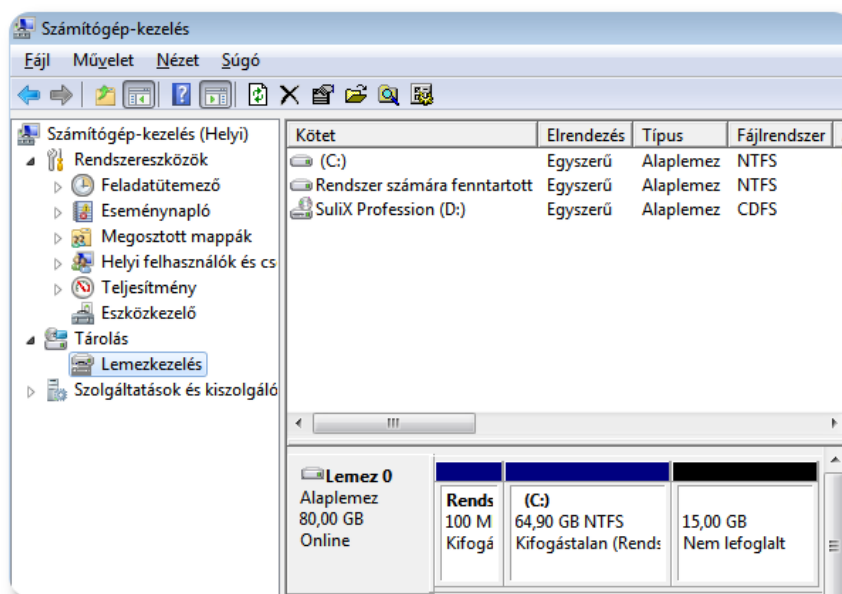 Számítógép-kezelés
Fájl Művelet Nézet Súgó
Számítógép-kezelés (Helyi)
Rendszereszközök
Feladatütemező
Eseménynapló
Megosztott mappák
Helyi felhasználók és cs
Teljesítmény
Eszközkezelő
Tárolás
Lemezkezelés
Szolgáltatások és kiszolgáló
Kötet Elrendezés Típus Fájlrendszer
(C:) Egyszerű Alaplemez NTFS
Rendszer számára fenntartott Egyszerű Alaplemez NTFS
SuliX Profession (D:) Egyszerű Alaplemez CDFS
Lemez 0
Alaplemez
80,00 GB
Online
Rends
100 M
Kifogá
(C:)
64,90 GB NTFS
Kifogástalan (Rends
15,00 GB
Nem lefoglalt